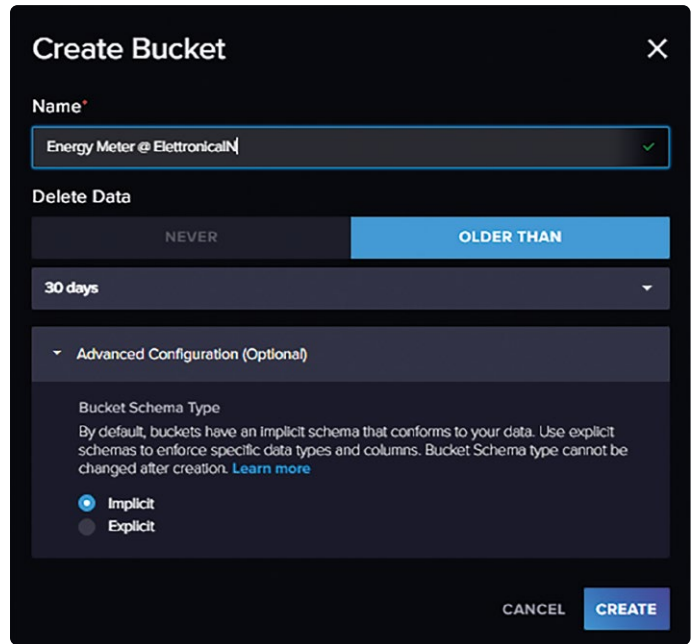 Create Bucket
Name*
Energy Meter @ ElettronicaIN
Delete Data
NEVER
OLDER THAN
30 days
Advanced Configuration (Optional)
Bucket Schema Type
By default, buckets have an implicit schema that conforms to your data. Use explicit
schemas to enforce specific data types and columns. Bucket Schema type cannot be
changed after creation. Learn more
Implicit
Explicit
CANCEL
CREATE